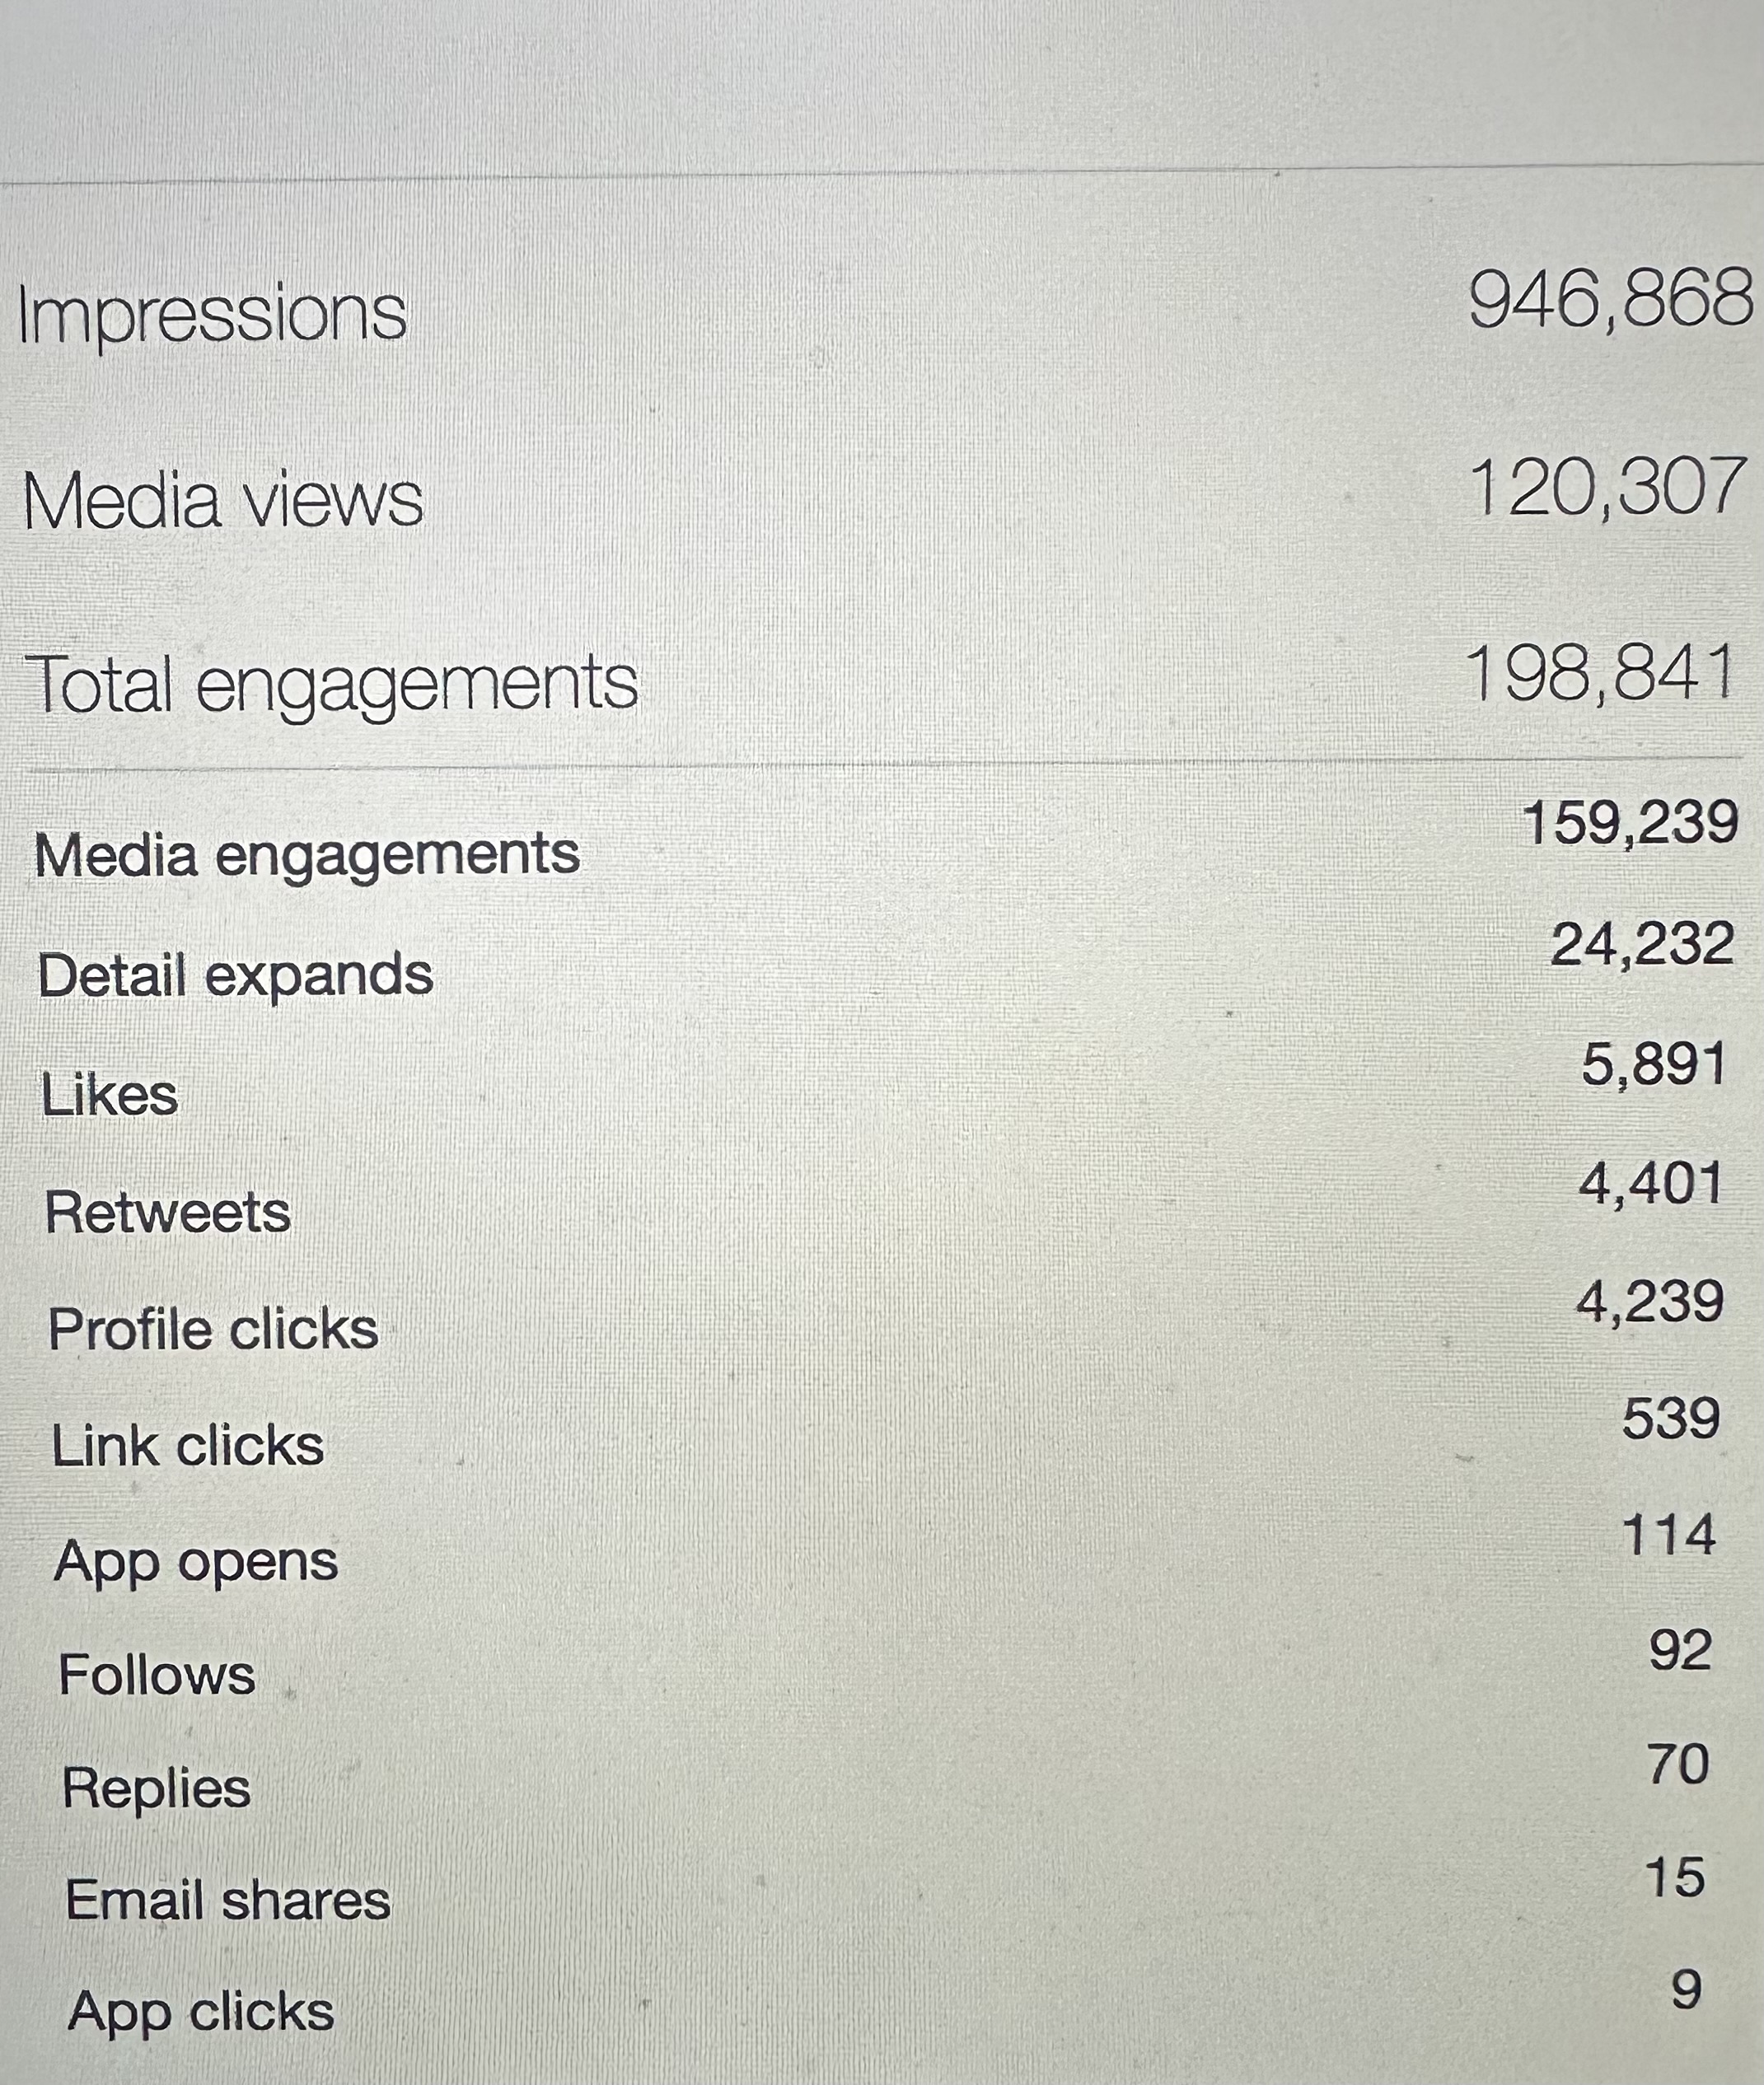 Impressions 946,868
Media views 120,307
Total engagements 198,841
Media engagements 159,239
Detail expands 24,232
Likes 5,891
Retweets 4,401
Profile clicks 4,239
Link clicks 539
App opens 114
Follows 92
Replies 70
Email shares 15
App clicks 9